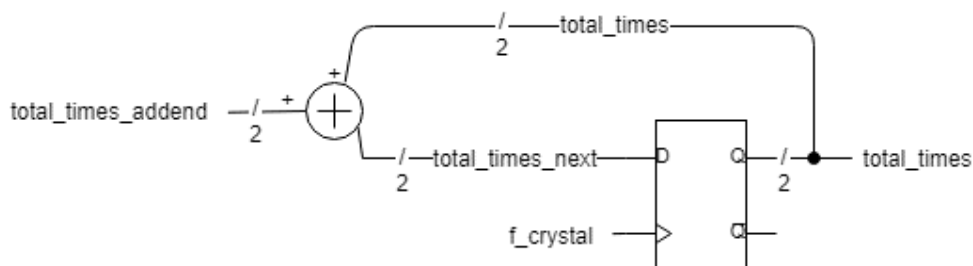 / total_times
2
+
total_times_addend / +
2
/ total_times_next D Q / total_times
2 2
f_crystal Q